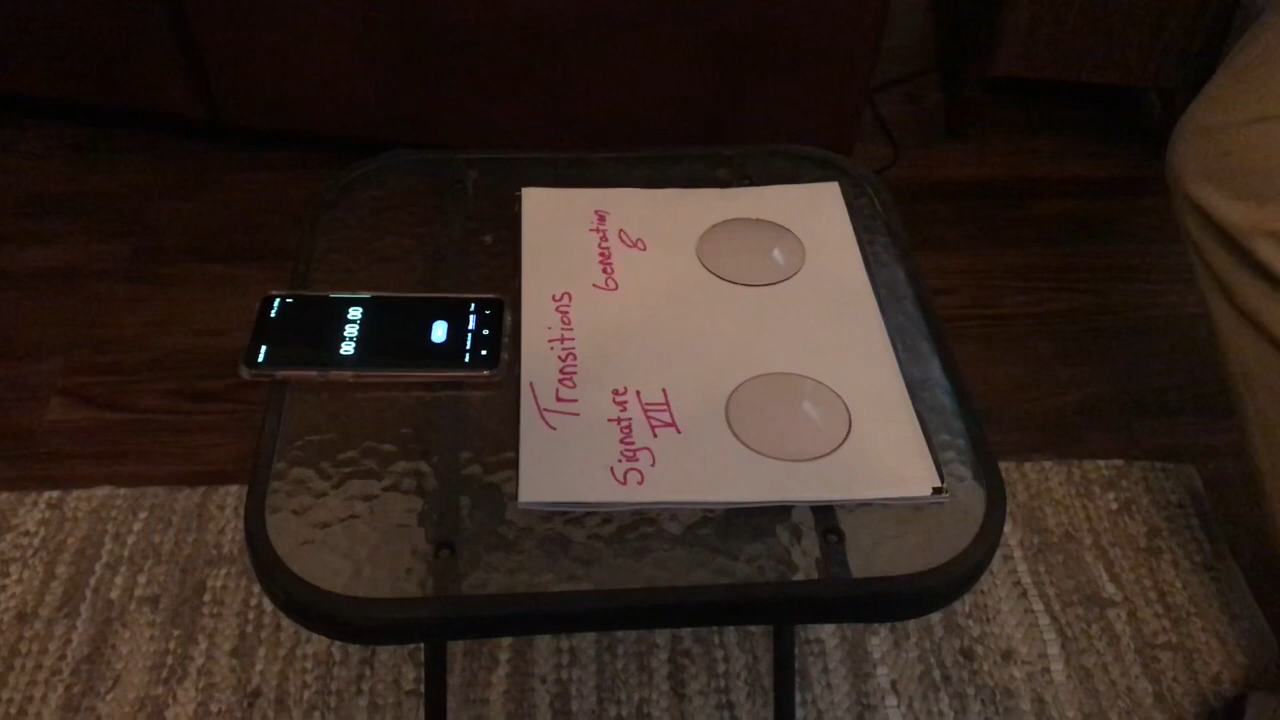 Transitions
Signature
VII
Generation
8
00:00.00